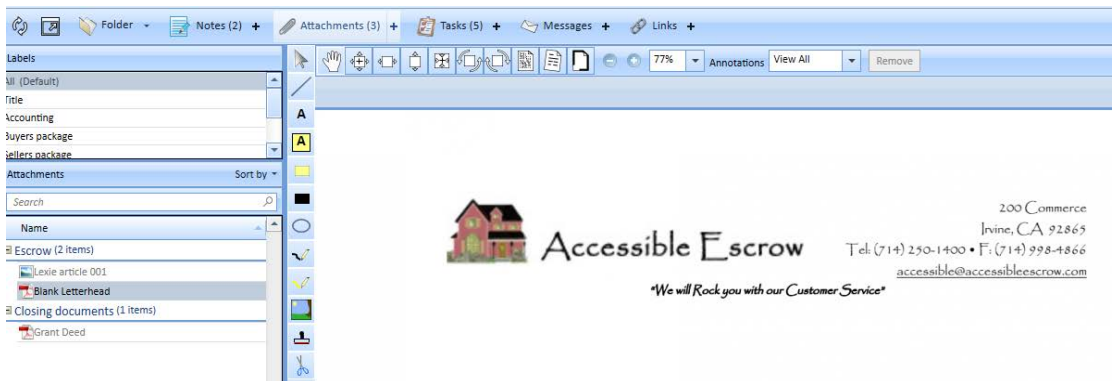 Folder Notes (2) + Attachments (3) + Tasks (5) + Messages + Links +
Labels
All (Default)
Title
Accounting
Buyers package
Sellers package
Attachments Sort by
Search
Name
Escrow (2 items)
Lexie article 001
Blank Letterhead
Closing documents (1 items)
Grant Deed
A
A
77% Annotations View All Remove
Accessible Escrow
"We will Rock you with our Customer Service"
200 Commerce
Irvine, CA 92865
Tel: (714) 250-1400 • F: (714) 998-4866
accessible@accessibleescrow.com